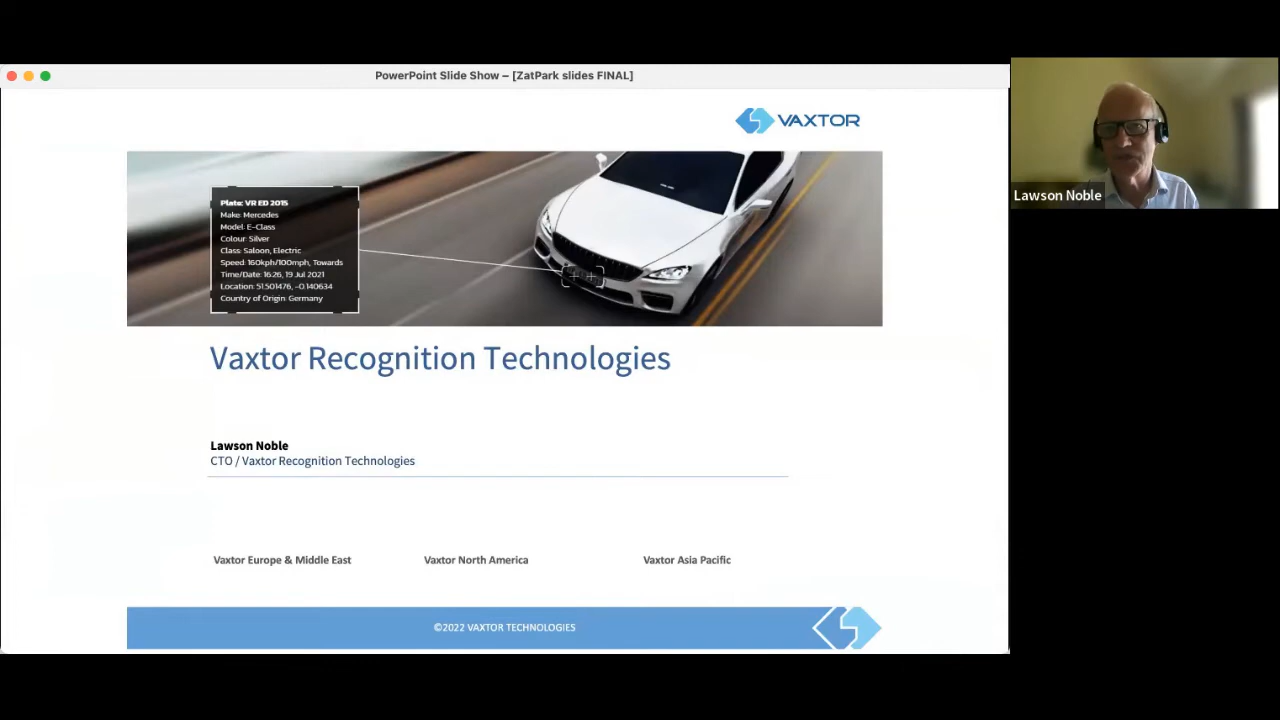 PowerPoint Slide Show – [ZatPark slides FINAL]
VAXTOR
Plate: VR ED 2015
Make: Mercedes
Model: E-Class
Colour: Silver
Class: Saloon, Electric
Speed: 160kph/100mph, Towards
Time/Date: 16:26, 19 Jul 2021
Location: 51.501476, -0.140634
Country of Origin: Germany
Lawson Noble
Vaxtor Recognition Technologies
Lawson Noble
CTO / Vaxtor Recognition Technologies
Vaxtor Europe & Middle East
Vaxtor North America
Vaxtor Asia Pacific
©2022 VAXTOR TECHNOLOGIES